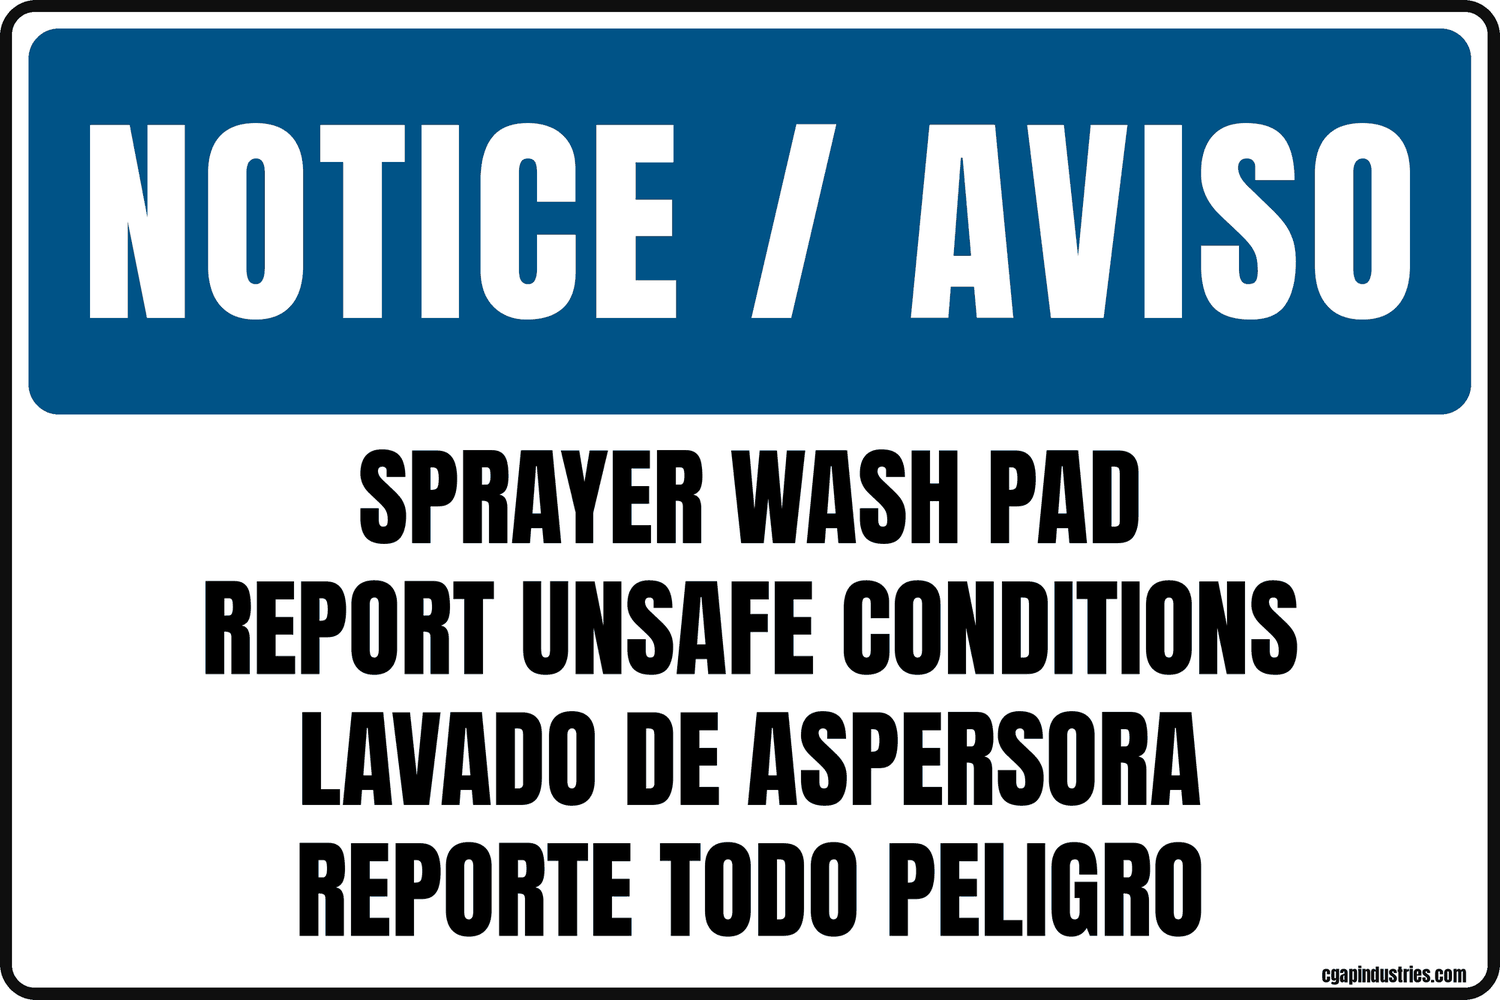 NOTICE / AVISO
SPRAYER WASH PAD
REPORT UNSAFE CONDITIONS
LAVADO DE ASPERSORA
REPORTE TODO PELIGRO
cgapindustries.com